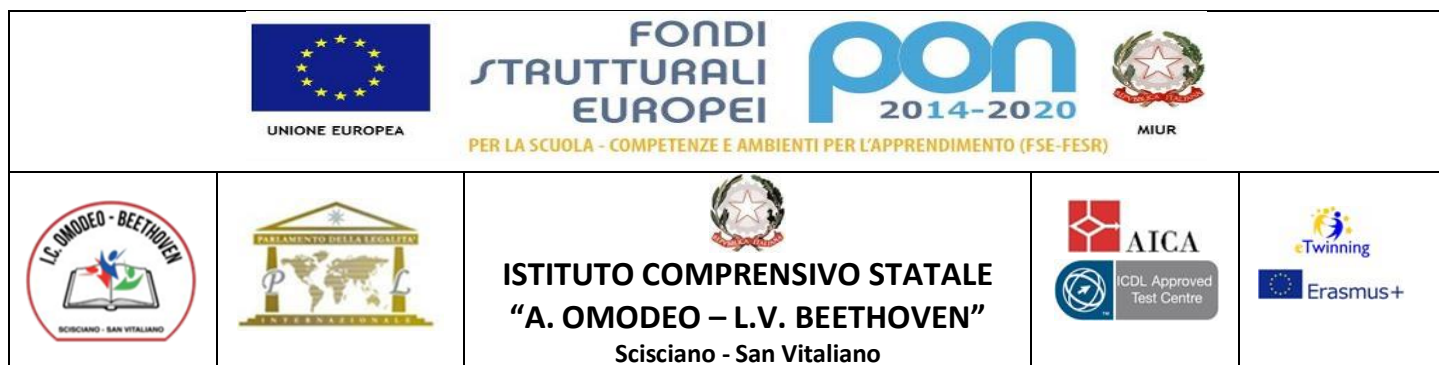 FONDI
STRUTTURALI
EUROPEI
pon
2014-2020
UNIONE EUROPEA
MIUR
PER LA SCUOLA - COMPETENZE E AMBIENTI PER L'APPRENDIMENTO (FSE-FESR)
I.C. OMODEO - BEETHOVEN
SCISCIANO - SAN VITALIANO
PARLAMENTO DELLA LEGALITA'
P L
INTERNAZIONALE
REPVBBLICA ITALIANA
ISTITUTO COMPRENSIVO STATALE
“A. OMODEO – L.V. BEETHOVEN”
Scisciano - San Vitaliano
AICA
ICDL Approved
Test Centre
eTwinning
Erasmus+